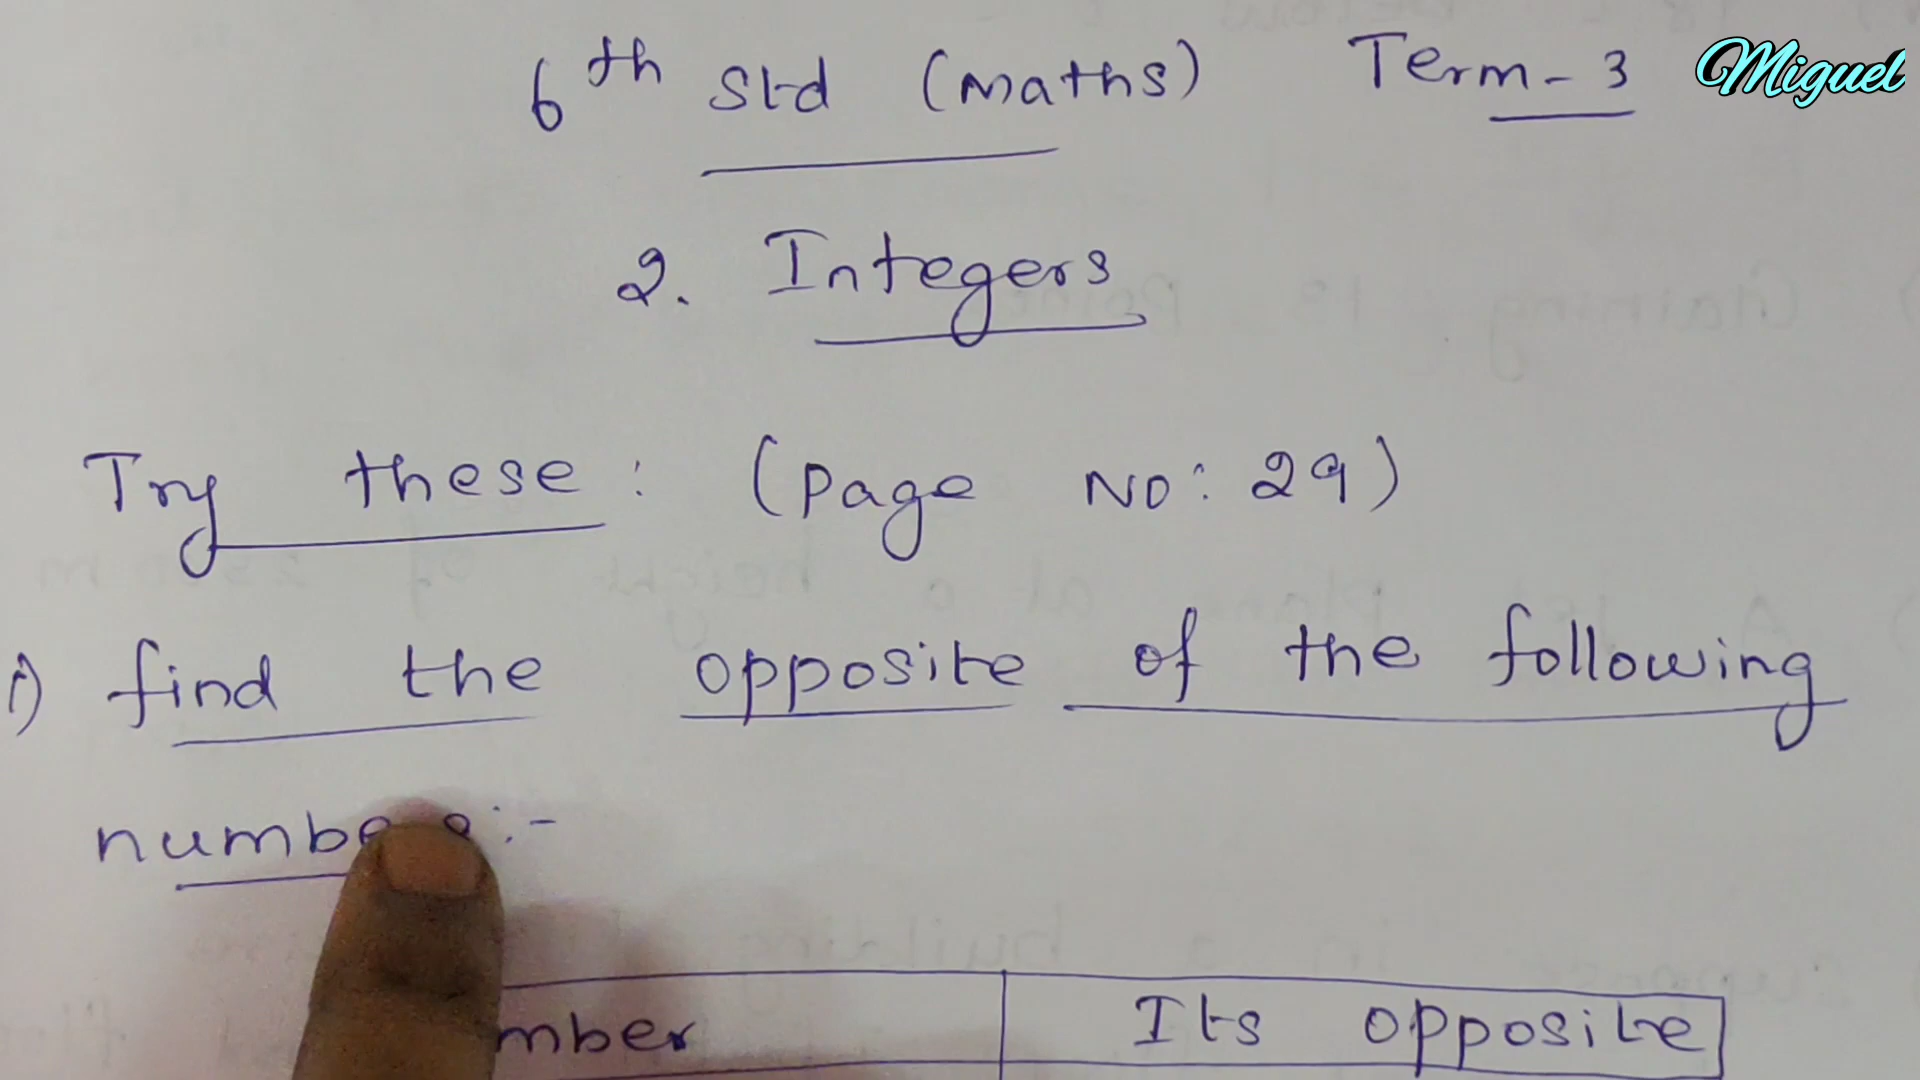 6th Std (Maths) Term-3 Miguel
2. Integers
Try these: (Page No: 29)
1) find the opposite of the following
:-
Its opposite